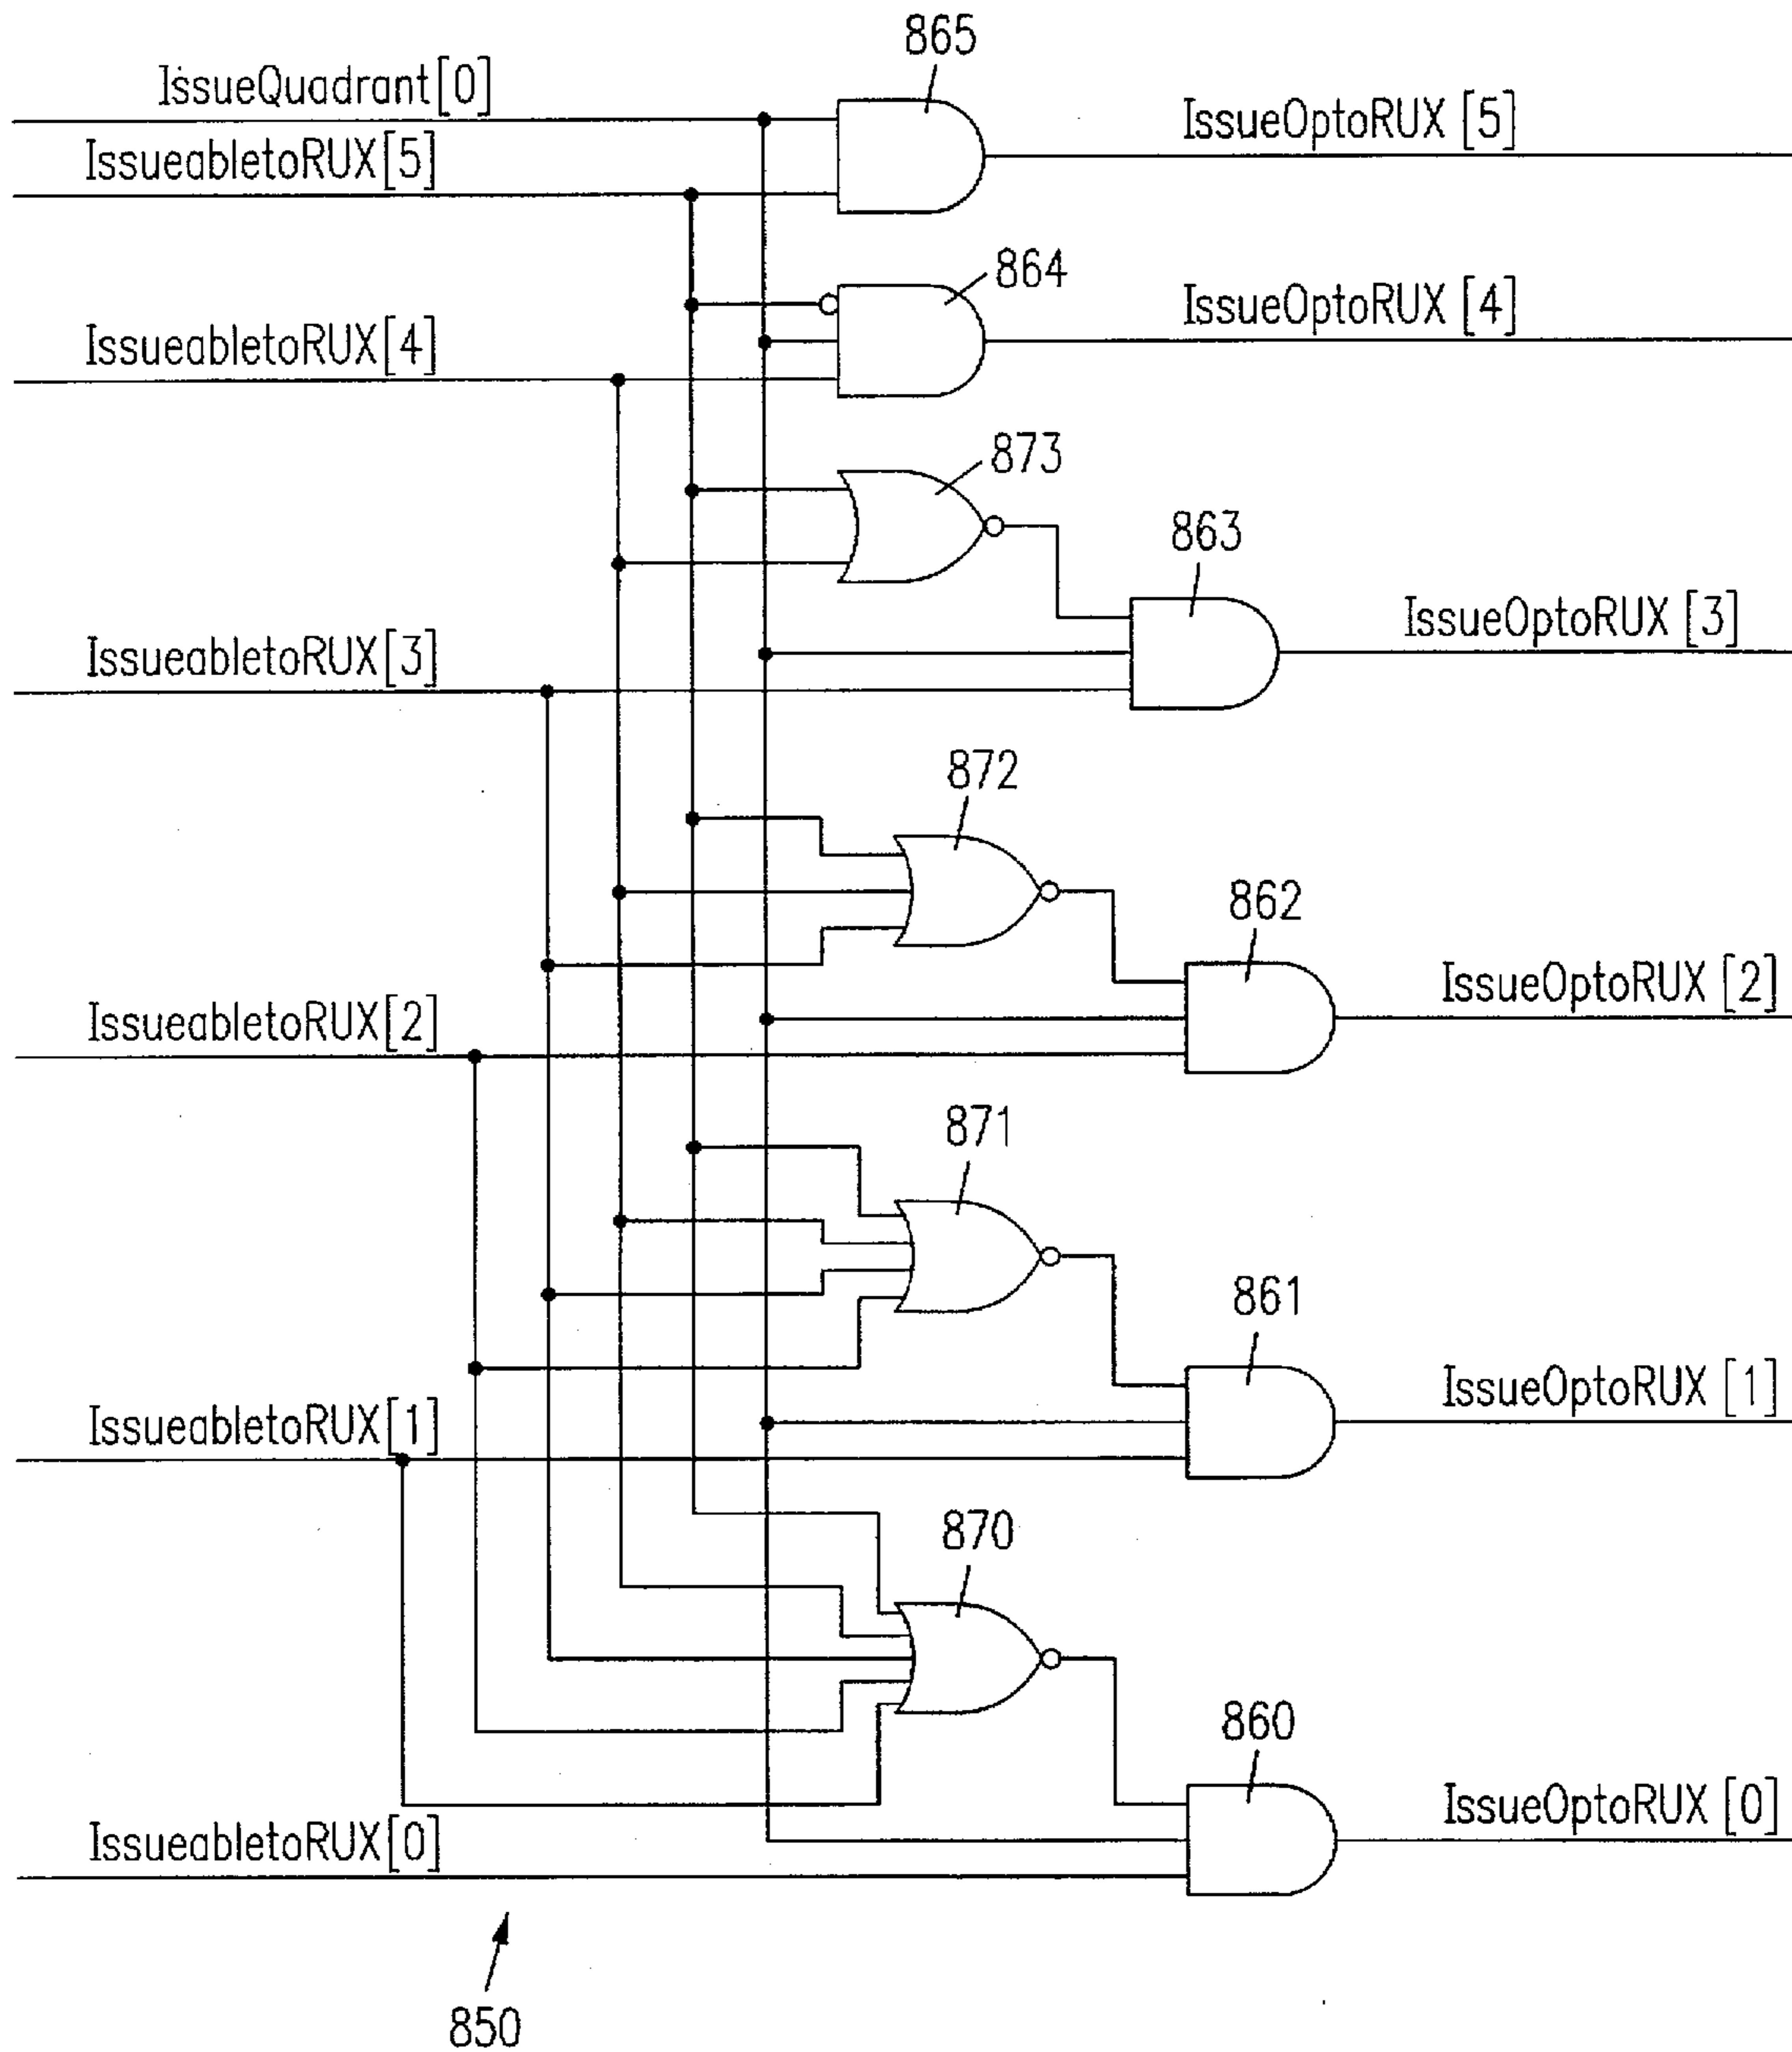 865
IssueQuadrant[0]
IssueOptoRUX [5]
IssueabletoRUX[5]
864
IssueOptoRUX [4]
IssueabletoRUX[4]
873
863
IssueOptoRUX [3]
IssueabletoRUX[3]
872
862
IssueOptoRUX [2]
IssueabletoRUX[2]
871
861
IssueOptoRUX [1]
IssueabletoRUX[1]
870
860
IssueOptoRUX [0]
IssueabletoRUX[0]
850